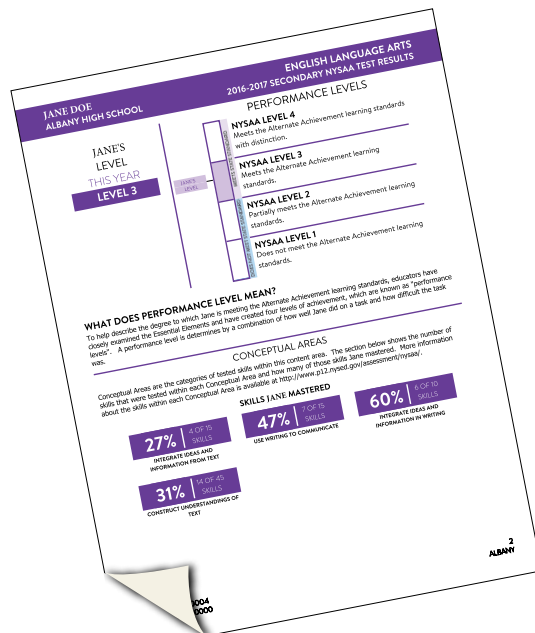 JANE DOE
ALBANY HIGH SCHOOL
ENGLISH LANGUAGE ARTS
2016-2017 SECONDARY NYSAA TEST RESULTS
JANE'S
LEVEL
THIS YEAR
LEVEL 3
PERFORMANCE LEVELS
JANE'S
LEVEL
NYSAA LEVEL 4
Meets the Alternate Achievement learning standards
with distinction.
NYSAA LEVEL 3
Meets the Alternate Achievement learning
standards.
NYSAA LEVEL 2
Partially meets the Alternate Achievement learning
standards.
NYSAA LEVEL 1
Does not meet the Alternate Achievement learning
standards.
WHAT DOES PERFORMANCE LEVEL MEAN?
To help describe the degree to which Jane is meeting the Alternate Achievement learning standards, educators have
closely examined the Essential Elements and have created four levels of achievement, which are known as "performance
levels". A performance level is determines by a combination of how well Jane did on a task and how difficult the task
was.
CONCEPTUAL AREAS
Conceptual Areas are the categories of tested skills within this content area. The section below shows the number of
skills that were tested within each Conceptual Area and how many of those skills Jane mastered. More information
about the skills within each Conceptual Area is available at http://www.p12.nysed.gov/assessment/nysaa/.
SKILLS JANE MASTERED
27% 4 OF 15
SKILLS
INTEGRATE IDEAS AND
INFORMATION FROM TEXT
47% 7 OF 15
SKILLS
USE WRITING TO COMMUNICATE
60% 6 OF 10
SKILLS
INTEGRATE IDEAS AND
INFORMATION IN WRITING
31% 14 OF 45
SKILLS
CONSTRUCT UNDERSTANDINGS OF
TEXT
2
ALBANY
0004
0000